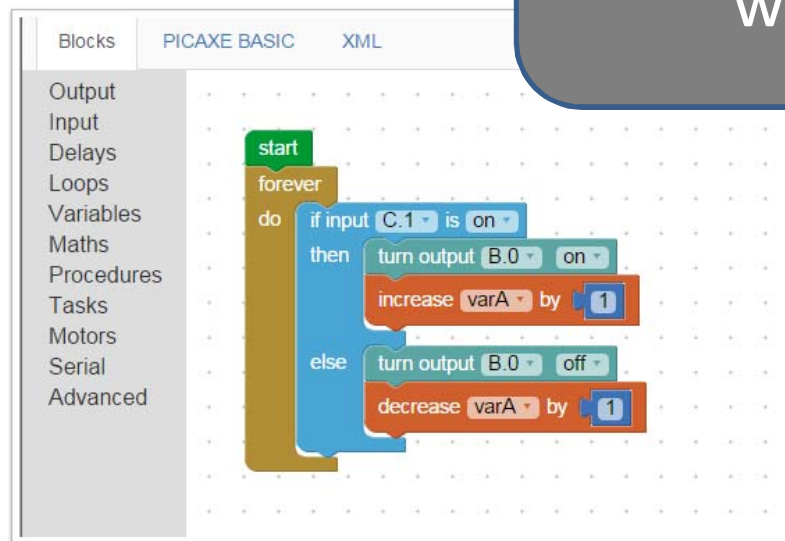 Blocks PICAXE BASIC XML
Output
Input
Delays
Loops
Variables
Maths
Procedures
Tasks
Motors
Serial
Advanced
start
forever
do if input C.1 is on
then turn output B.0 on
increase varA by 1
else turn output B.0 off
decrease varA by 1